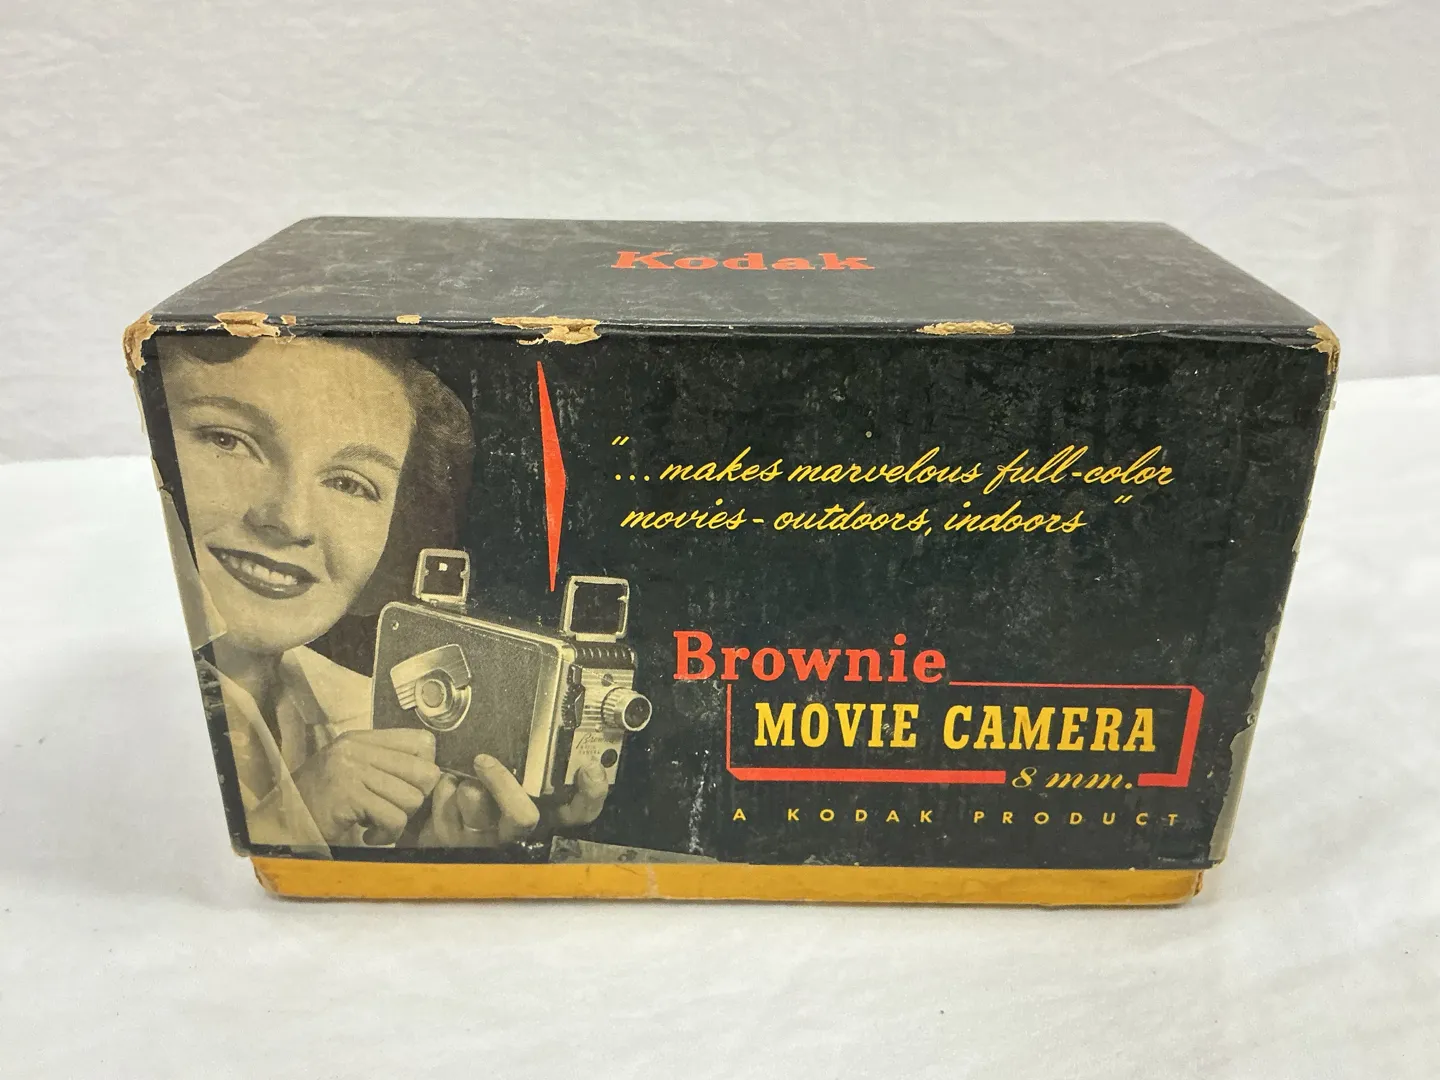 Kodak
"...makes marvelous full-color
movies - outdoors, indoors"
Brownie
MOVIE CAMERA
8 mm.
A KODAK PRODUCT